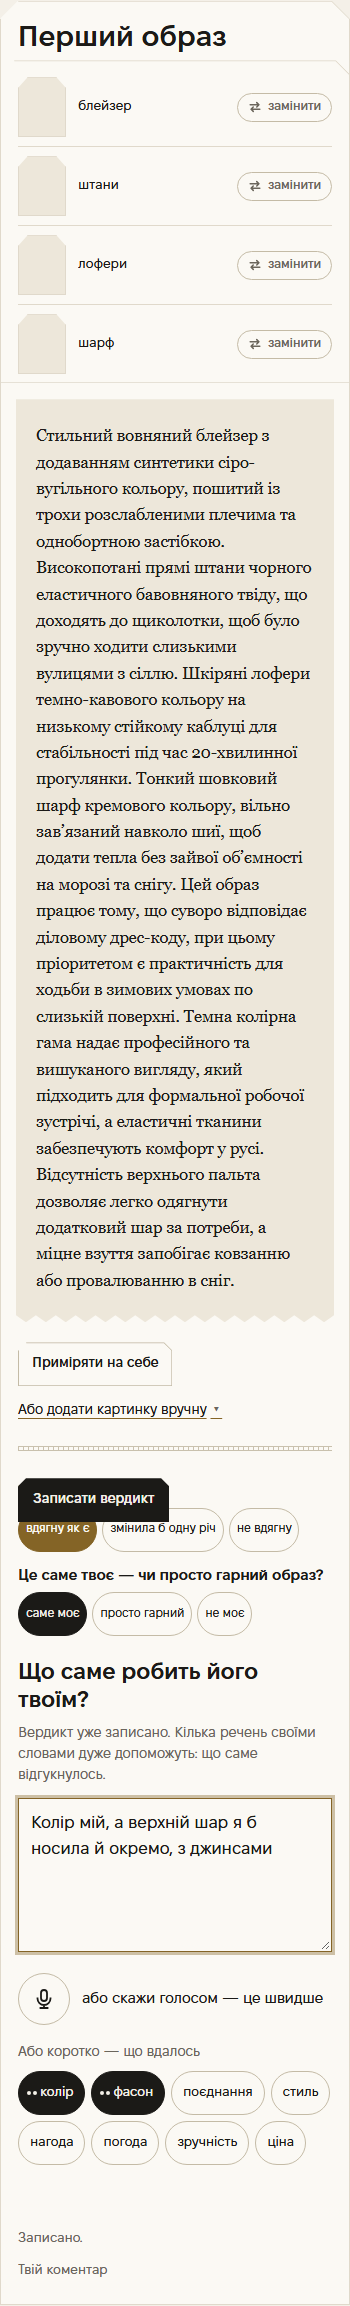 Перший образ
блейзер
замінити
штани
замінити
лофери
замінити
шарф
замінити
Стильний вовняний блейзер з
додаванням синтетики сіро-
вугільного кольору, пошитий із
трохи розслабленими плечима та
однобортною застібкою.
Високопотані прямі штани чорного
еластичного бавовняного твіду, що
доходять до щиколотки, щоб було
зручно ходити слизькими
вулицями з сіллю. Шкіряні лофери
темно-кавового кольору на
низькому стійкому каблуці для
стабільності під час 20-хвилинної
прогулянки. Тонкий шовковий
шарф кремового кольору, вільно
зав’язаний навколо шиї, щоб
додати тепла без зайвої об’ємності
на морозі та снігу. Цей образ
працює тому, що суворо відповідає
діловому дрес-коду, при цьому
пріоритетом є практичність для
ходьби в зимових умовах по
слизькій поверхні. Темна колірна
гама надає професійного та
вишуканого вигляду, який
підходить для формальної робочої
зустрічі, а еластичні тканини
забезпечують комфорт у русі.
Відсутність верхнього пальта
дозволяє легко одягнути
додатковий шар за потреби, а
міцне взуття запобігає ковзанню
або провалюванню в сніг.
Приміряти на себе
Або додати картинку вручну
Записати вердикт
вдягну як є
змінила б одну річ
не вдягну
Це саме твоє — чи просто гарний образ?
саме моє
просто гарний
не моє
Що саме робить його
твоїм?
Вердикт уже записано. Кілька речень своїми
словами дуже допоможуть: що саме
відгукнулось.
Колір мій, а верхній шар я б
носила й окремо, з джинсами
або скажи голосом — це швидше
Або коротко — що вдалось
колір
фасон
поєднання
стиль
нагода
погода
зручність
ціна
Записано.
Твій коментар